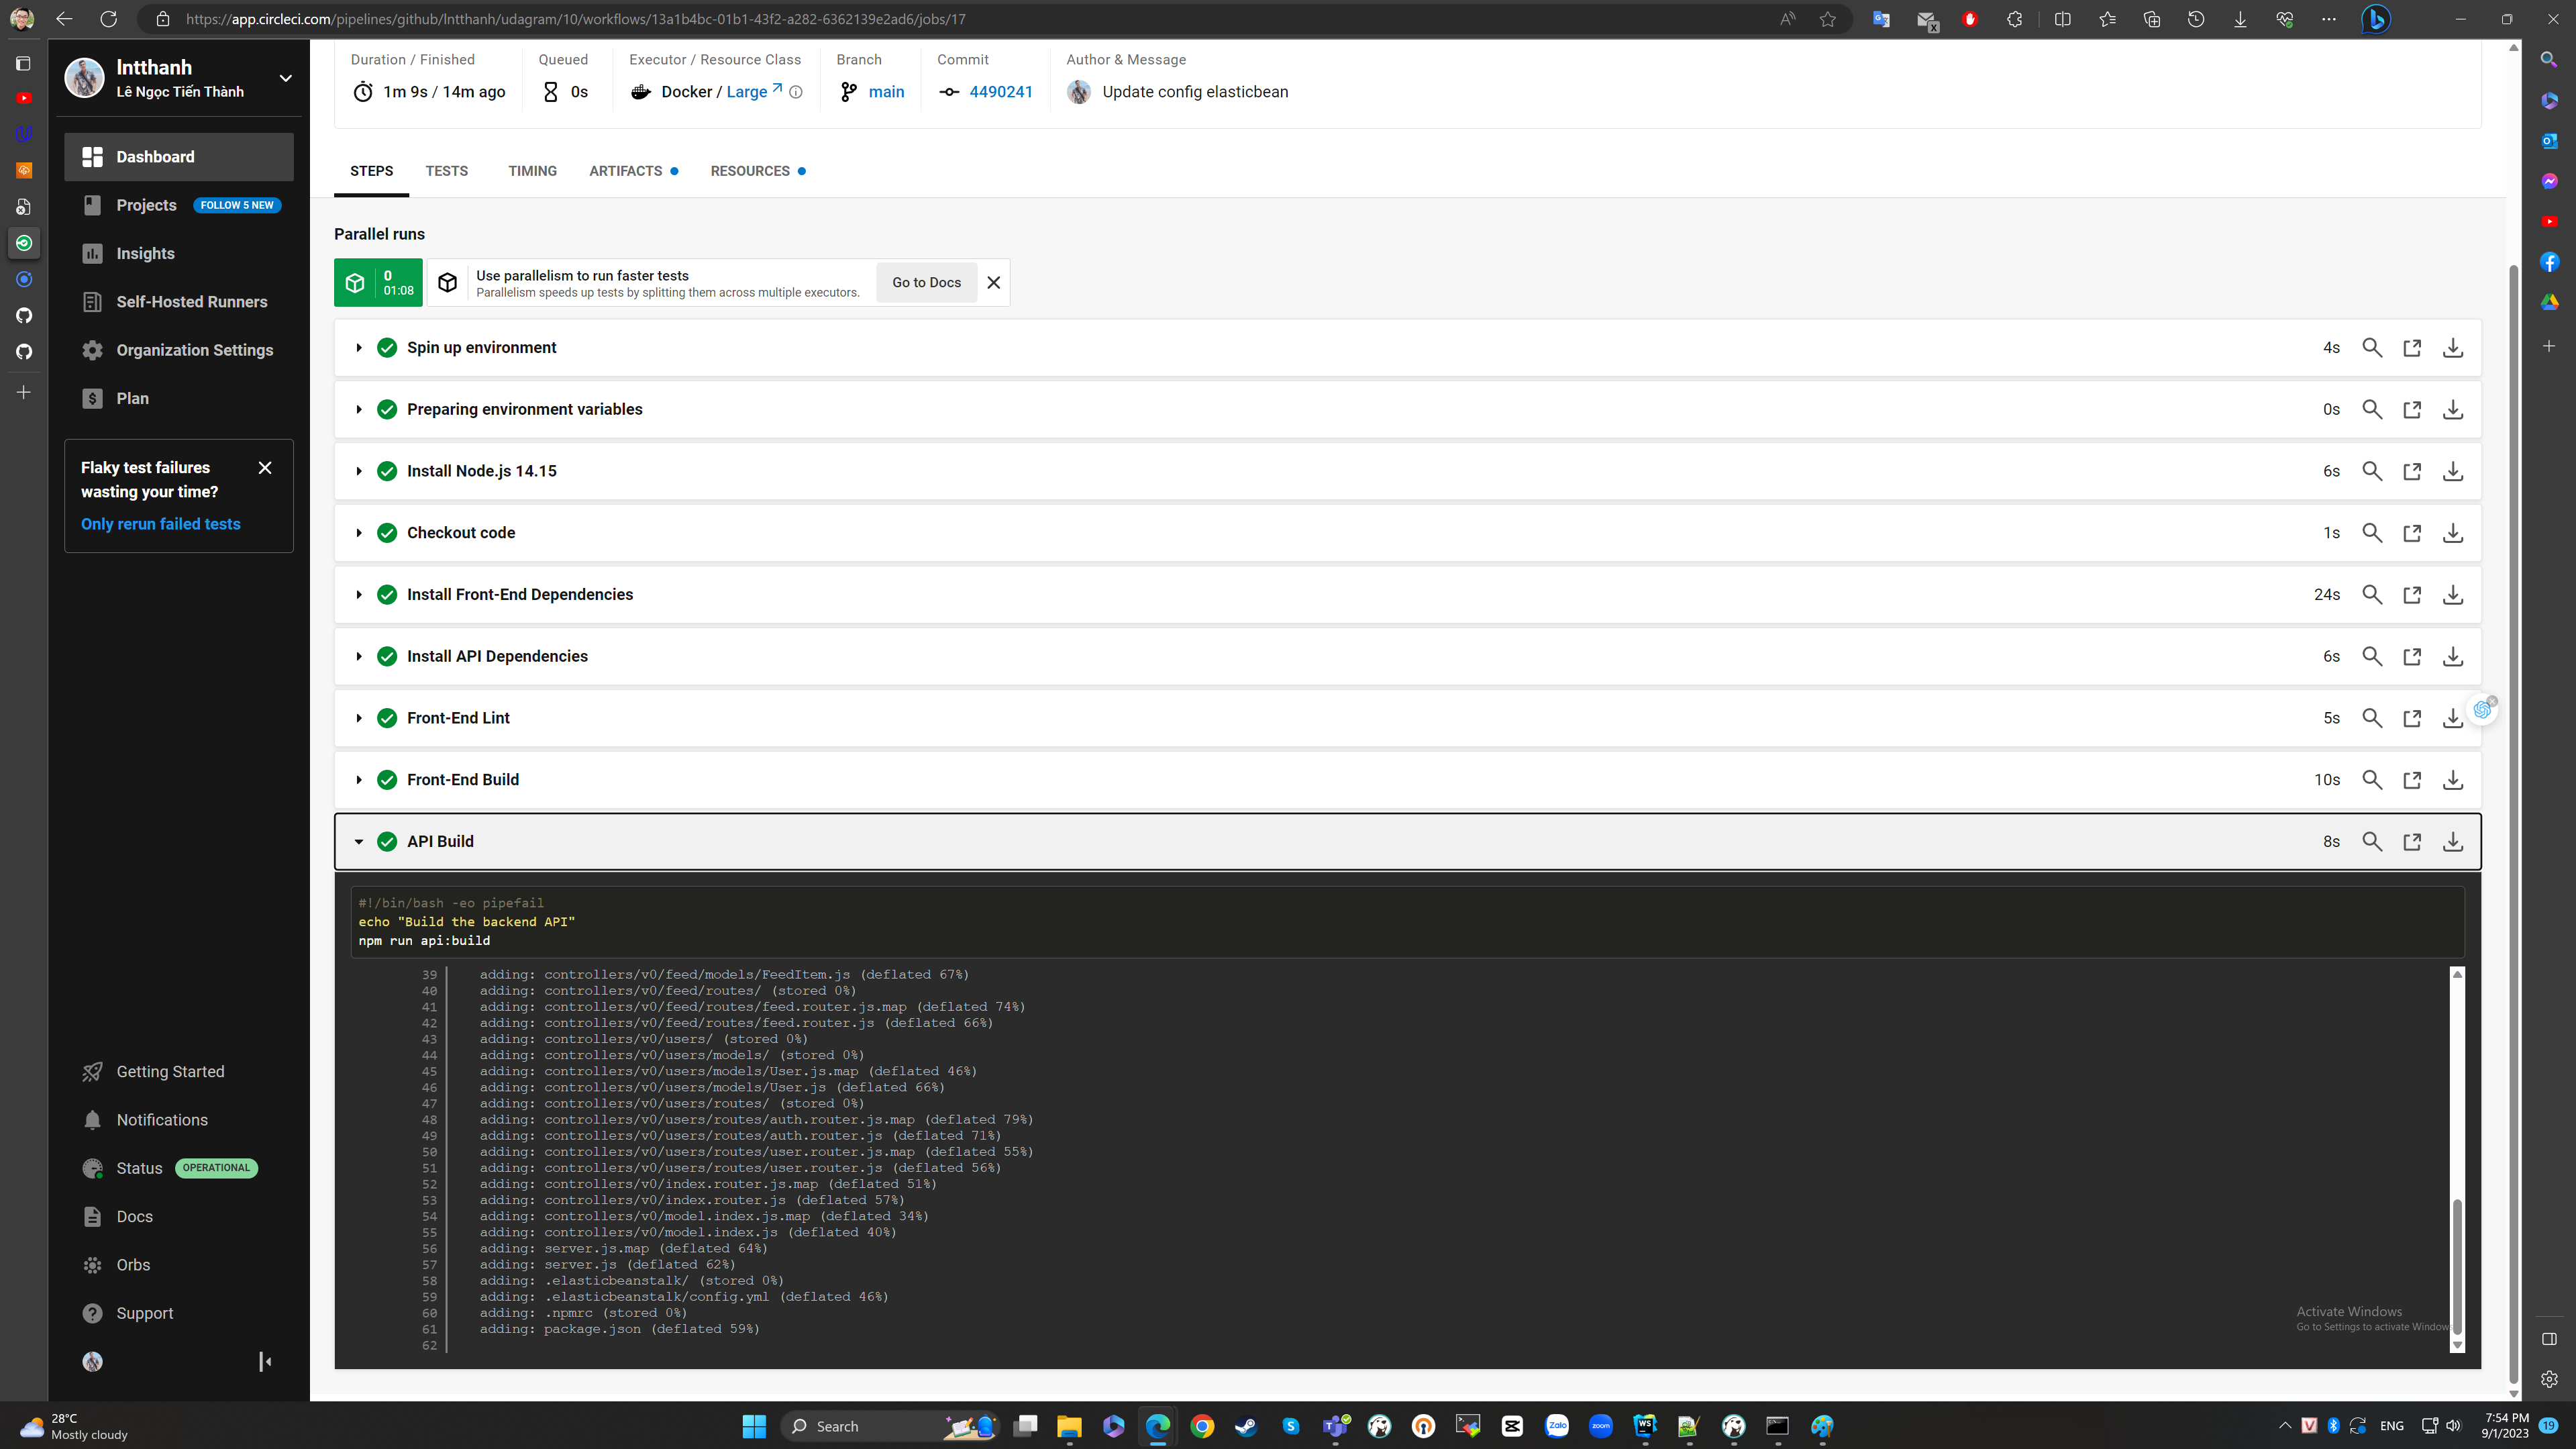 https://app.circleci.com/pipelines/github/lntthanh/udagram/10/workflows/13a1b4bc-01b1-43f2-a282-6362139e2ad6/jobs/17
lntthanh
Lê Ngọc Tiến Thành
Dashboard
Projects
FOLLOW 5 NEW
Insights
Self-Hosted Runners
Organization Settings
Plan
Flaky test failures
wasting your time?
Only rerun failed tests
Getting Started
Notifications
Status
OPERATIONAL
Docs
Orbs
Support
Duration / Finished
1m 9s / 14m ago
Queued
0s
Executor / Resource Class
Docker / Large
Branch
main
Commit
4490241
Author & Message
Update config elasticbean
STEPS
TESTS
TIMING
ARTIFACTS
RESOURCES
Parallel runs
0
01:08
Use parallelism to run faster tests
Parallelism speeds up tests by splitting them across multiple executors.
Go to Docs
Spin up environment
4s
Preparing environment variables
0s
Install Node.js 14.15
6s
Checkout code
1s
Install Front-End Dependencies
24s
Install API Dependencies
6s
Front-End Lint
5s
Front-End Build
10s
API Build
8s
#!/bin/bash -eo pipefail
echo "Build the backend API"
npm run api:build
39 adding: controllers/v0/feed/models/FeedItem.js (deflated 67%)
40 adding: controllers/v0/feed/routes/ (stored 0%)
41 adding: controllers/v0/feed/routes/feed.router.js.map (deflated 74%)
42 adding: controllers/v0/feed/routes/feed.router.js (deflated 66%)
43 adding: controllers/v0/users/ (stored 0%)
44 adding: controllers/v0/users/models/ (stored 0%)
45 adding: controllers/v0/users/models/User.js.map (deflated 46%)
46 adding: controllers/v0/users/models/User.js (deflated 66%)
47 adding: controllers/v0/users/routes/ (stored 0%)
48 adding: controllers/v0/users/routes/auth.router.js.map (deflated 79%)
49 adding: controllers/v0/users/routes/auth.router.js (deflated 71%)
50 adding: controllers/v0/users/routes/user.router.js.map (deflated 55%)
51 adding: controllers/v0/users/routes/user.router.js (deflated 56%)
52 adding: controllers/v0/index.router.js.map (deflated 51%)
53 adding: controllers/v0/index.router.js (deflated 57%)
54 adding: controllers/v0/model.index.js.map (deflated 34%)
55 adding: controllers/v0/model.index.js (deflated 40%)
56 adding: server.js.map (deflated 64%)
57 adding: server.js (deflated 62%)
58 adding: .elasticbeanstalk/ (stored 0%)
59 adding: .elasticbeanstalk/config.yml (deflated 46%)
60 adding: .npmrc (stored 0%)
61 adding: package.json (deflated 59%)
62
Activate Windows
Go to Settings to activate Windows
28°C
Mostly cloudy
Search
Zalo
zoom
WS
ENG
7:54 PM
9/1/2023
19